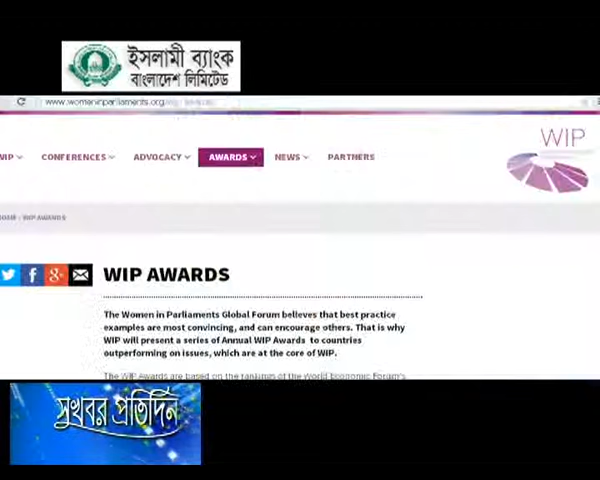 ইসলামী ব্যাংক
বাংলাদেশ লিমিটেড
www.womeninparliaments.org
WIP
WIP CONFERENCES ADVOCACY AWARDS NEWS PARTNERS
WIP AWARDS
WIP AWARDS
The Women in Parliaments Global Forum believes that best practice
examples are most convincing, and can encourage others. That is why
WIP will present a series of Annual WIP Awards to countries
outperforming on issues, which are at the core of WIP.
The WIP Awards are based on the rankings of the World Economic Forum's
সুখবর প্রতিদিন